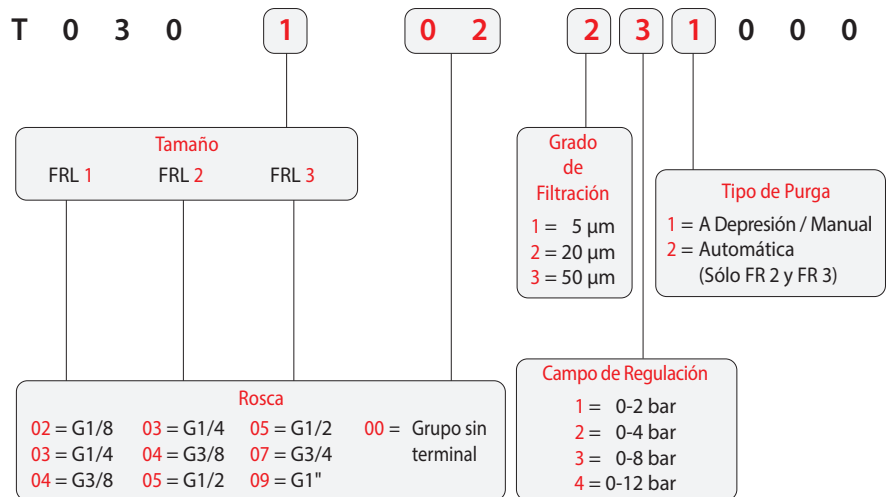 T 0 3 0 1 0 2 2 3 1 0 0 0
Tamaño
FRL 1 FRL 2 FRL 3
Grado
de
Filtración
1 = 5 µm
2 = 20 µm
3 = 50 µm
Tipo de Purga
1 = A Depresión / Manual
2 = Automática
(Sólo FR 2 y FR 3)
Rosca
02 = G1/8 03 = G1/4 05 = G1/2 00 = Grupo sin
03 = G1/4 04 = G3/8 07 = G3/4 terminal
04 = G3/8 05 = G1/2 09 = G1"
Campo de Regulación
1 = 0-2 bar
2 = 0-4 bar
3 = 0-8 bar
4 = 0-12 bar